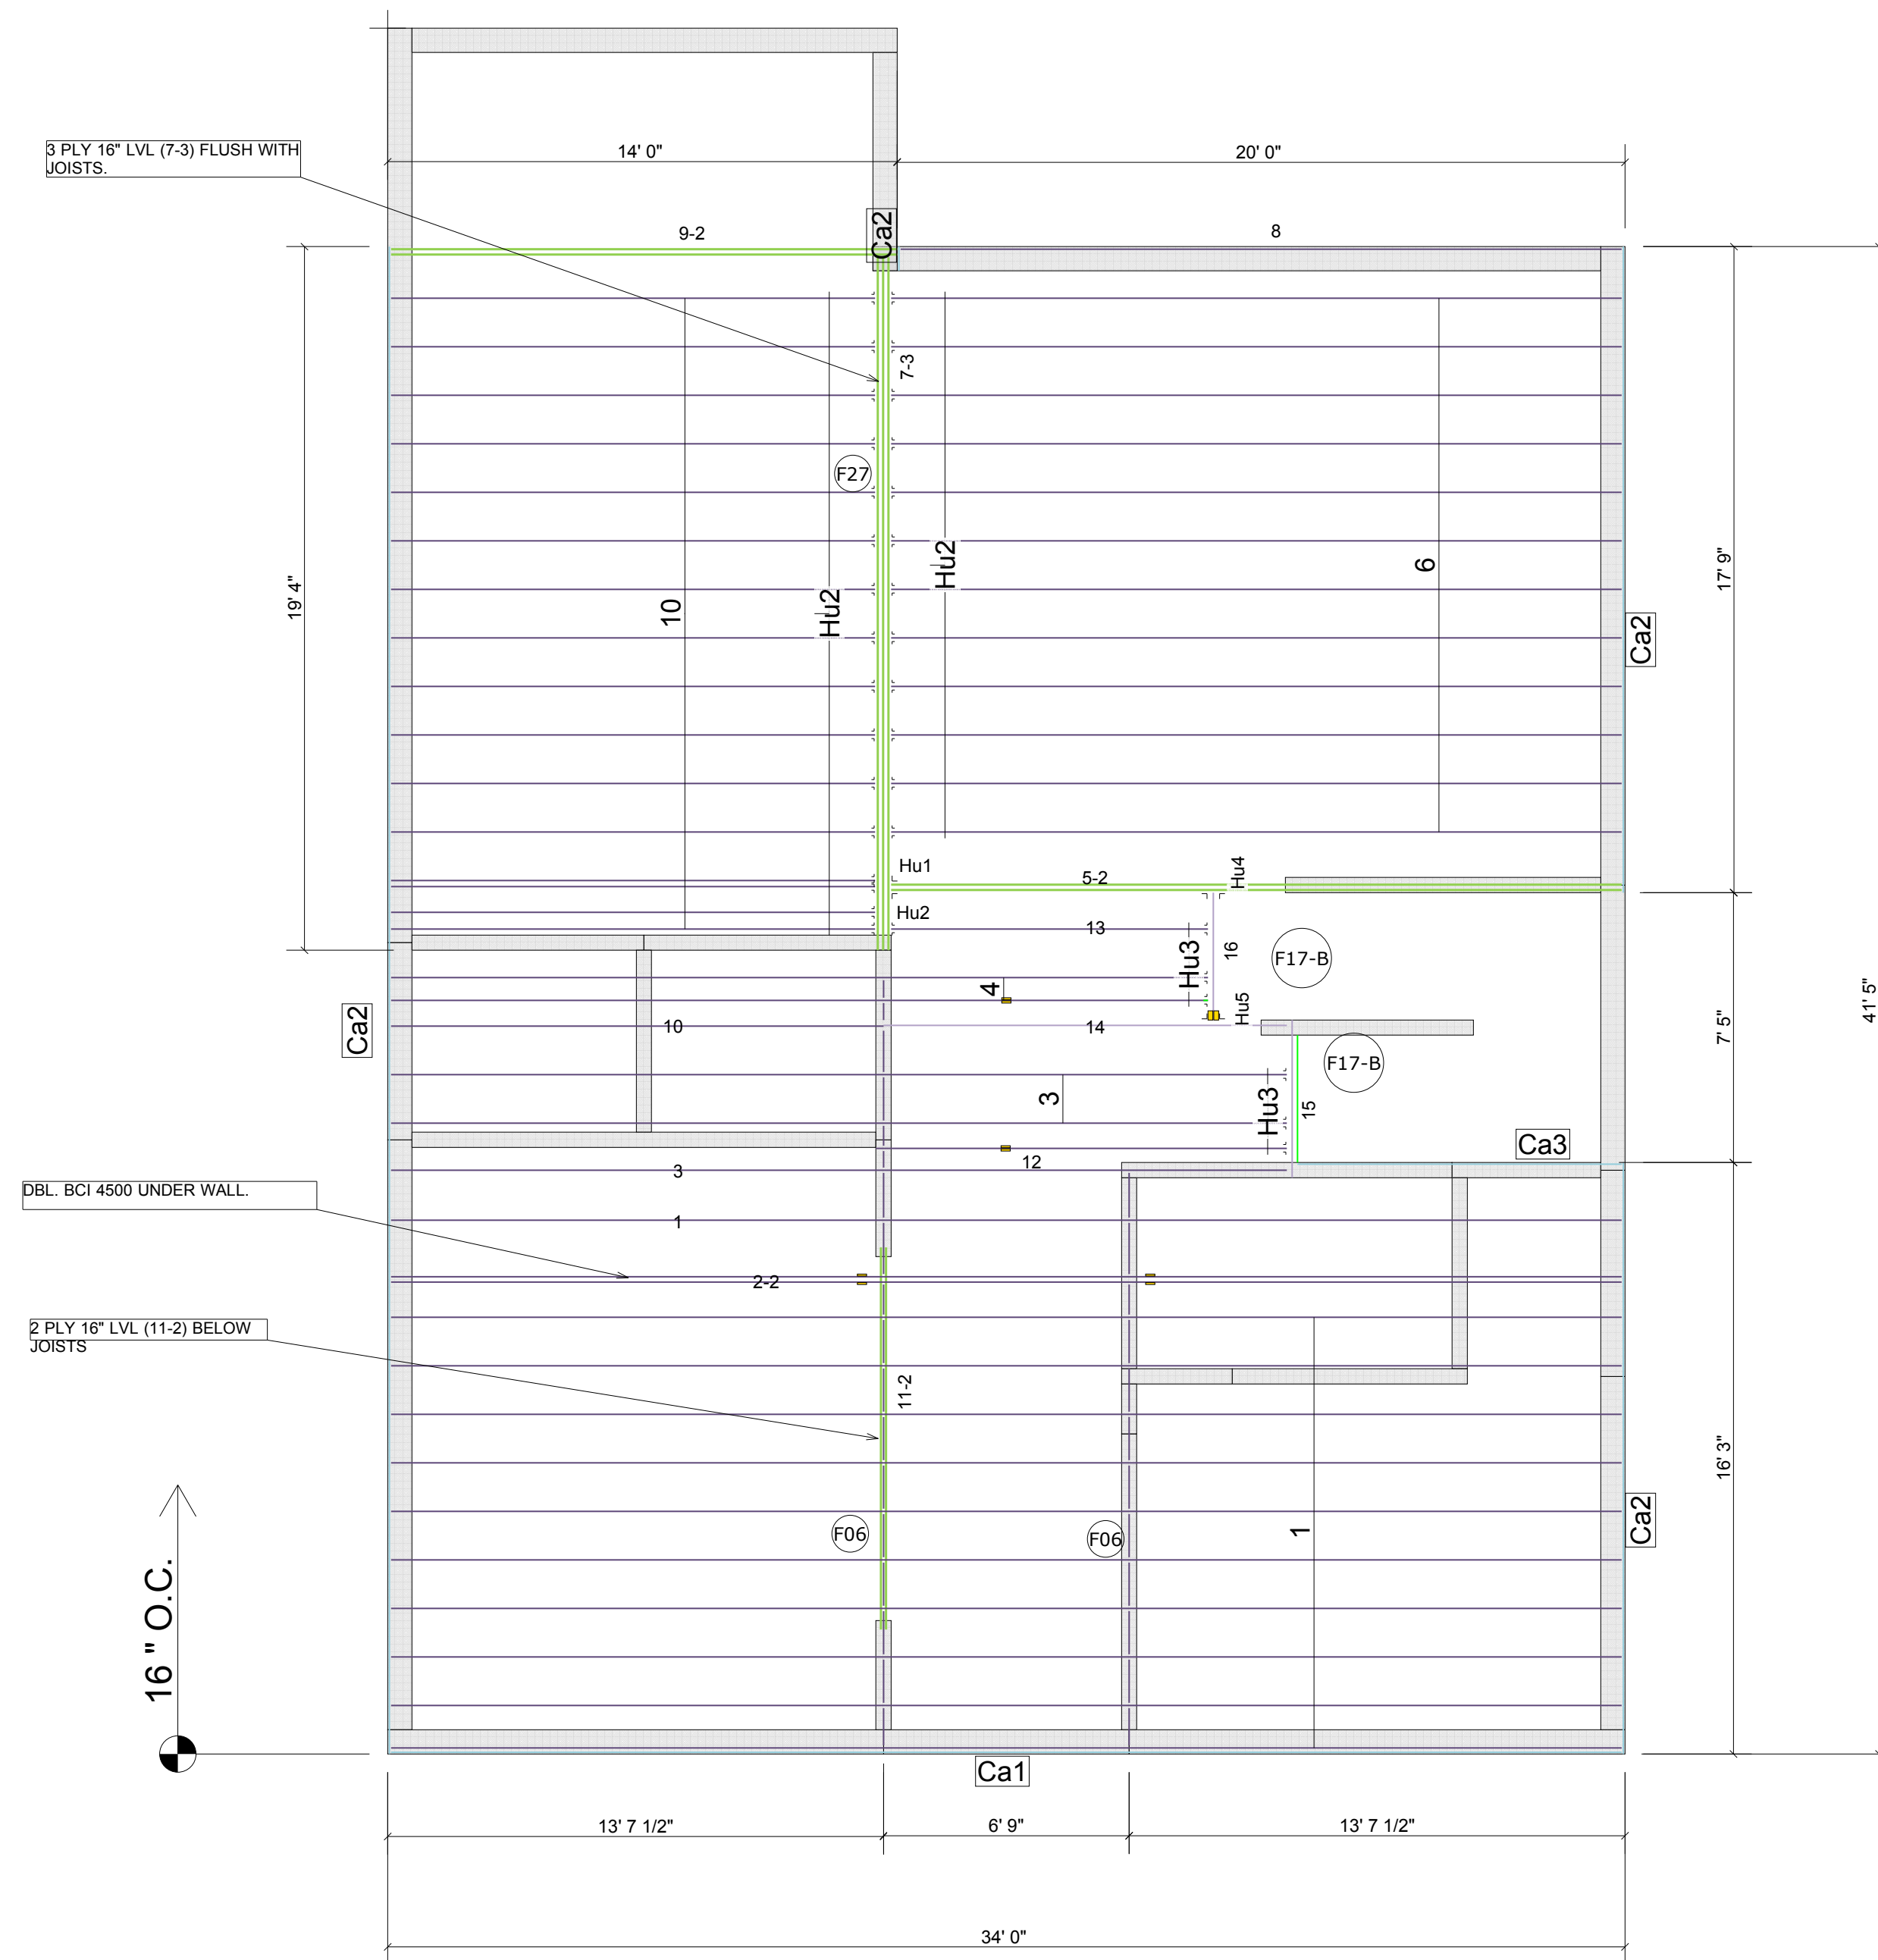 3 PLY 16" LVL (7-3) FLUSH WITH
JOISTS.
14' 0"
20' 0"
Ca2
9-2
8
7-3
F27
Hu2
Hu2
10
6
19' 4"
17' 9"
Ca2
Hu1
5-2
Hu4
Hu2
13
Hu3
16
F17-B
4
Hu5
Ca2
10
14
7' 5"
41' 5"
F17-B
3
Hu3
15
Ca3
12
3
DBL. BCI 4500 UNDER WALL.
1
2-2
2 PLY 16" LVL (11-2) BELOW
JOISTS
11-2
16' 3"
F06
F06
1
Ca2
16 " O.C.
Ca1
13' 7 1/2"
6' 9"
13' 7 1/2"
34' 0"